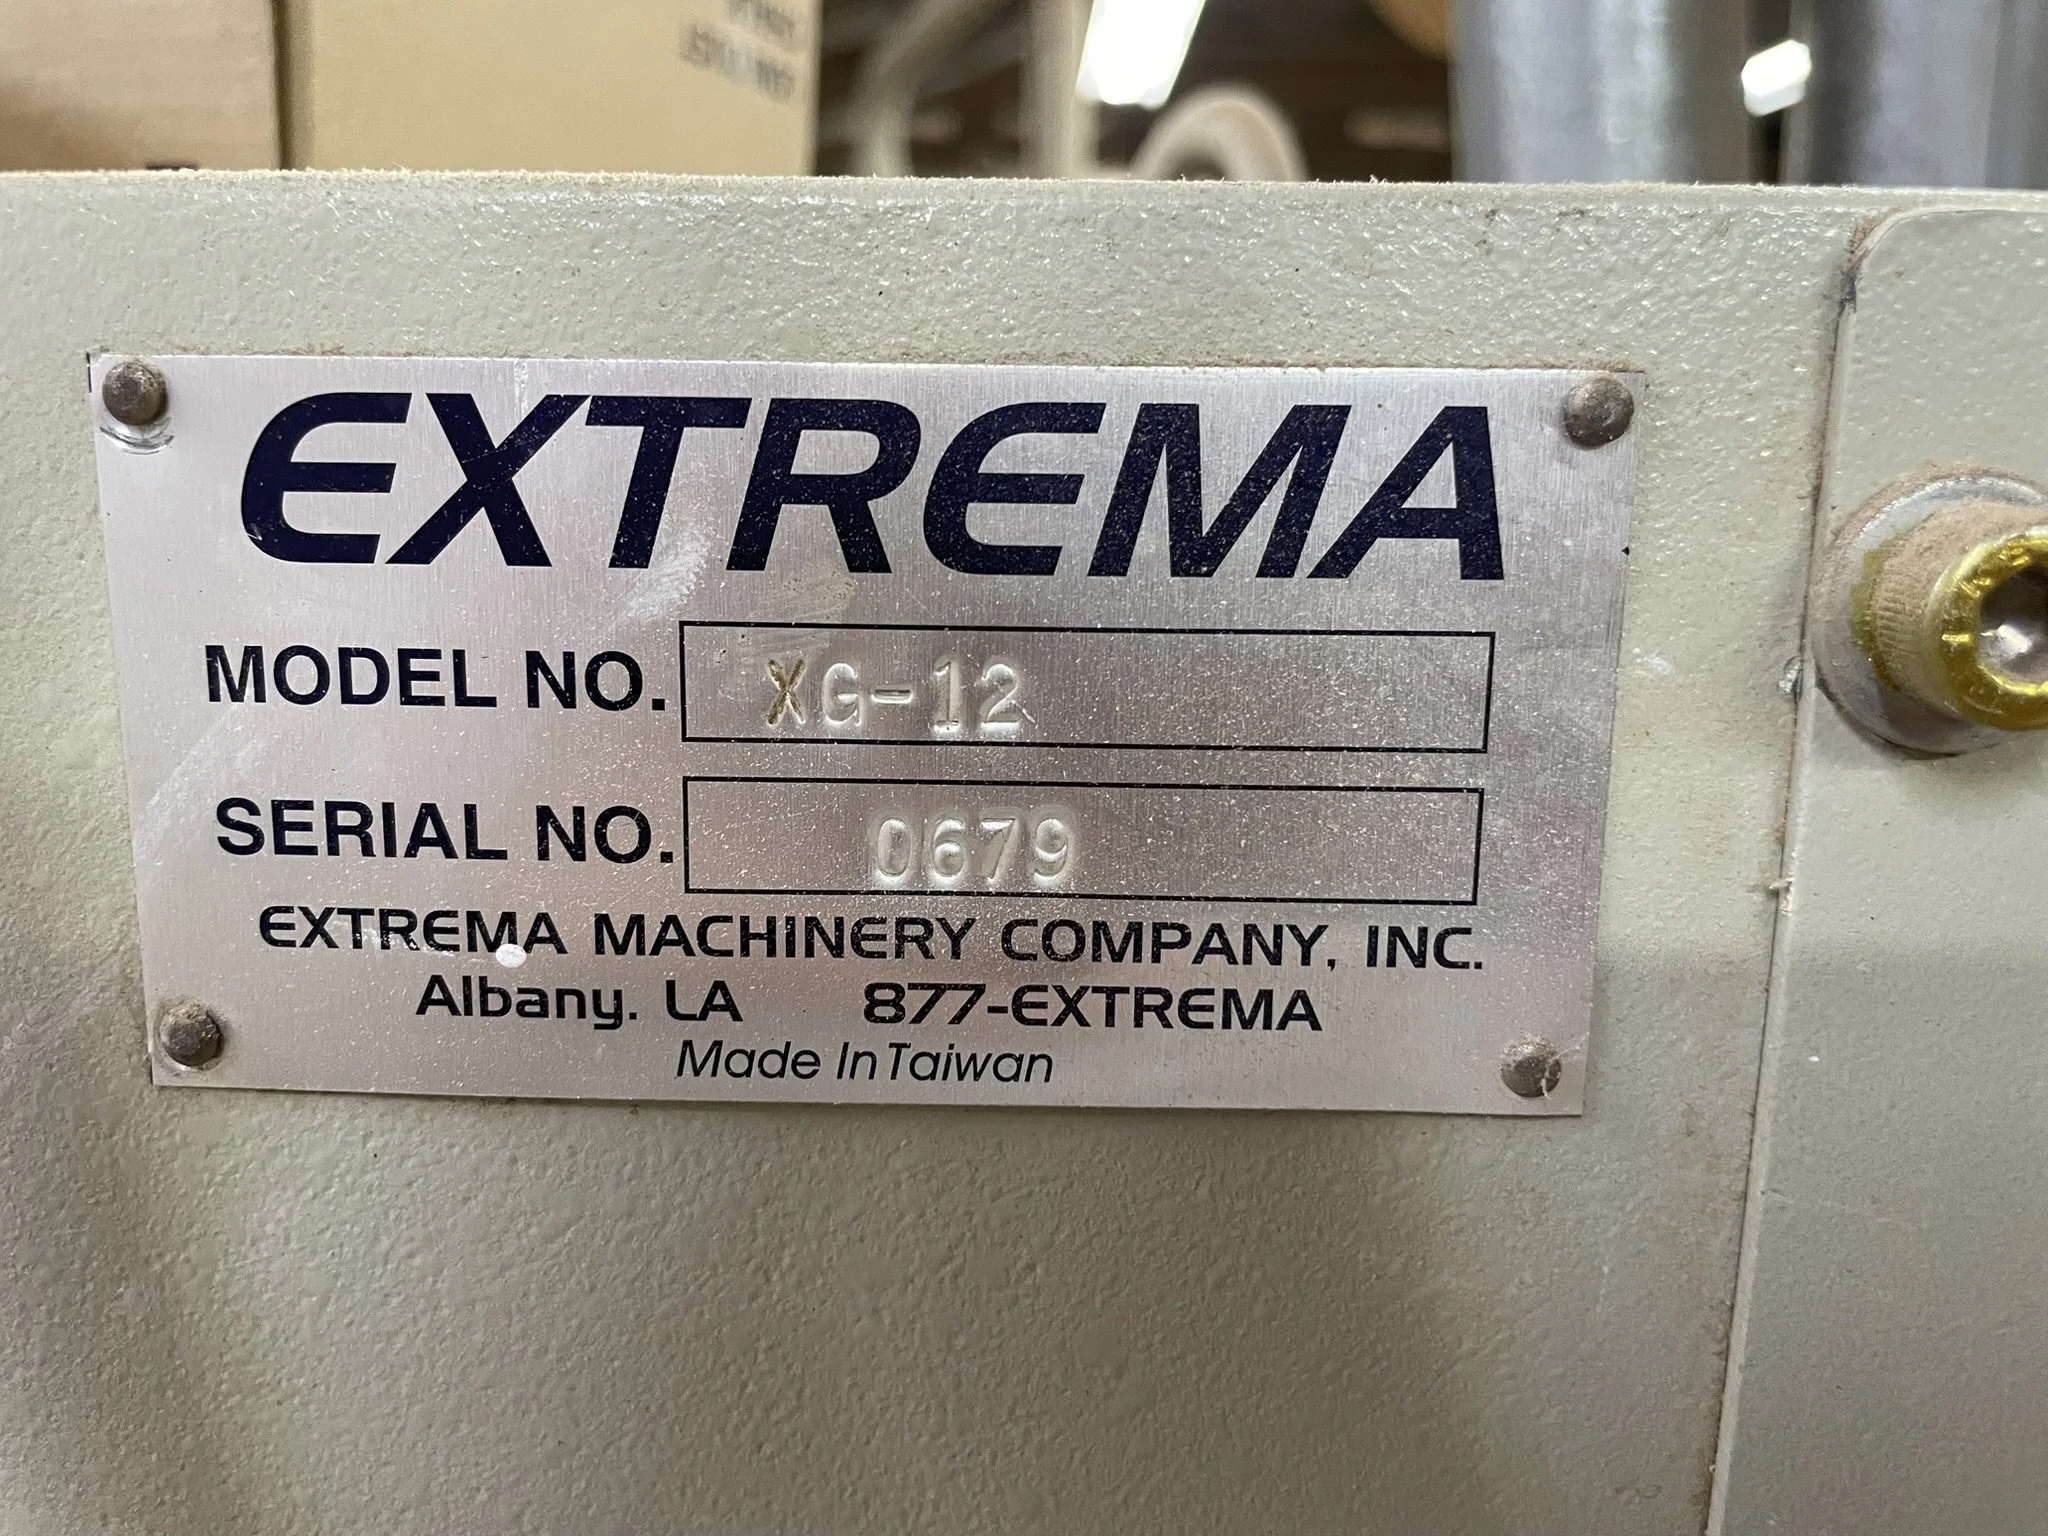 EXTREMA
MODEL NO. XG-12
SERIAL NO. 0679
EXTREMA MACHINERY COMPANY, INC.
Albany, LA 877-EXTREMA
Made In Taiwan